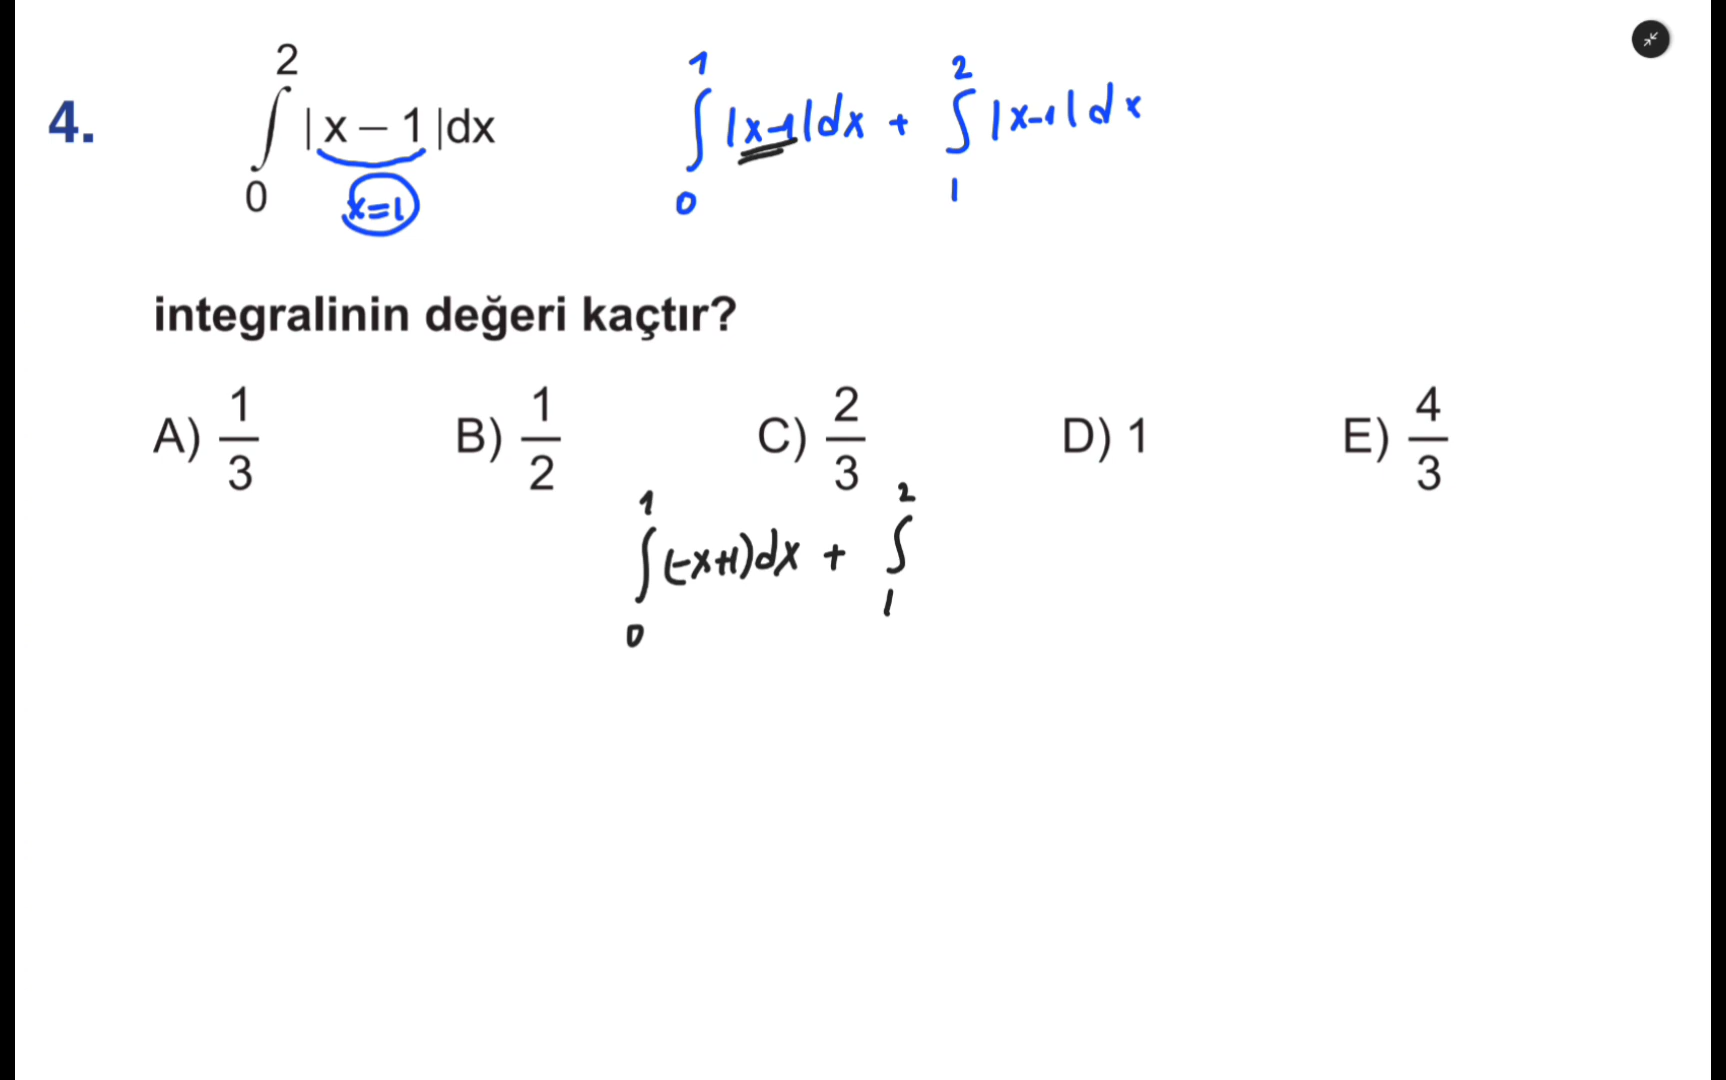 4. ∫₀² |x – 1|dx
x=1
∫₀¹ |x-1|dx + ∫₁² |x-1|dx
integralinin değeri kaçtır?
A) 1/3 B) 1/2 C) 2/3 D) 1 E) 4/3
∫₀¹ (-x+1)dx + ∫₁²